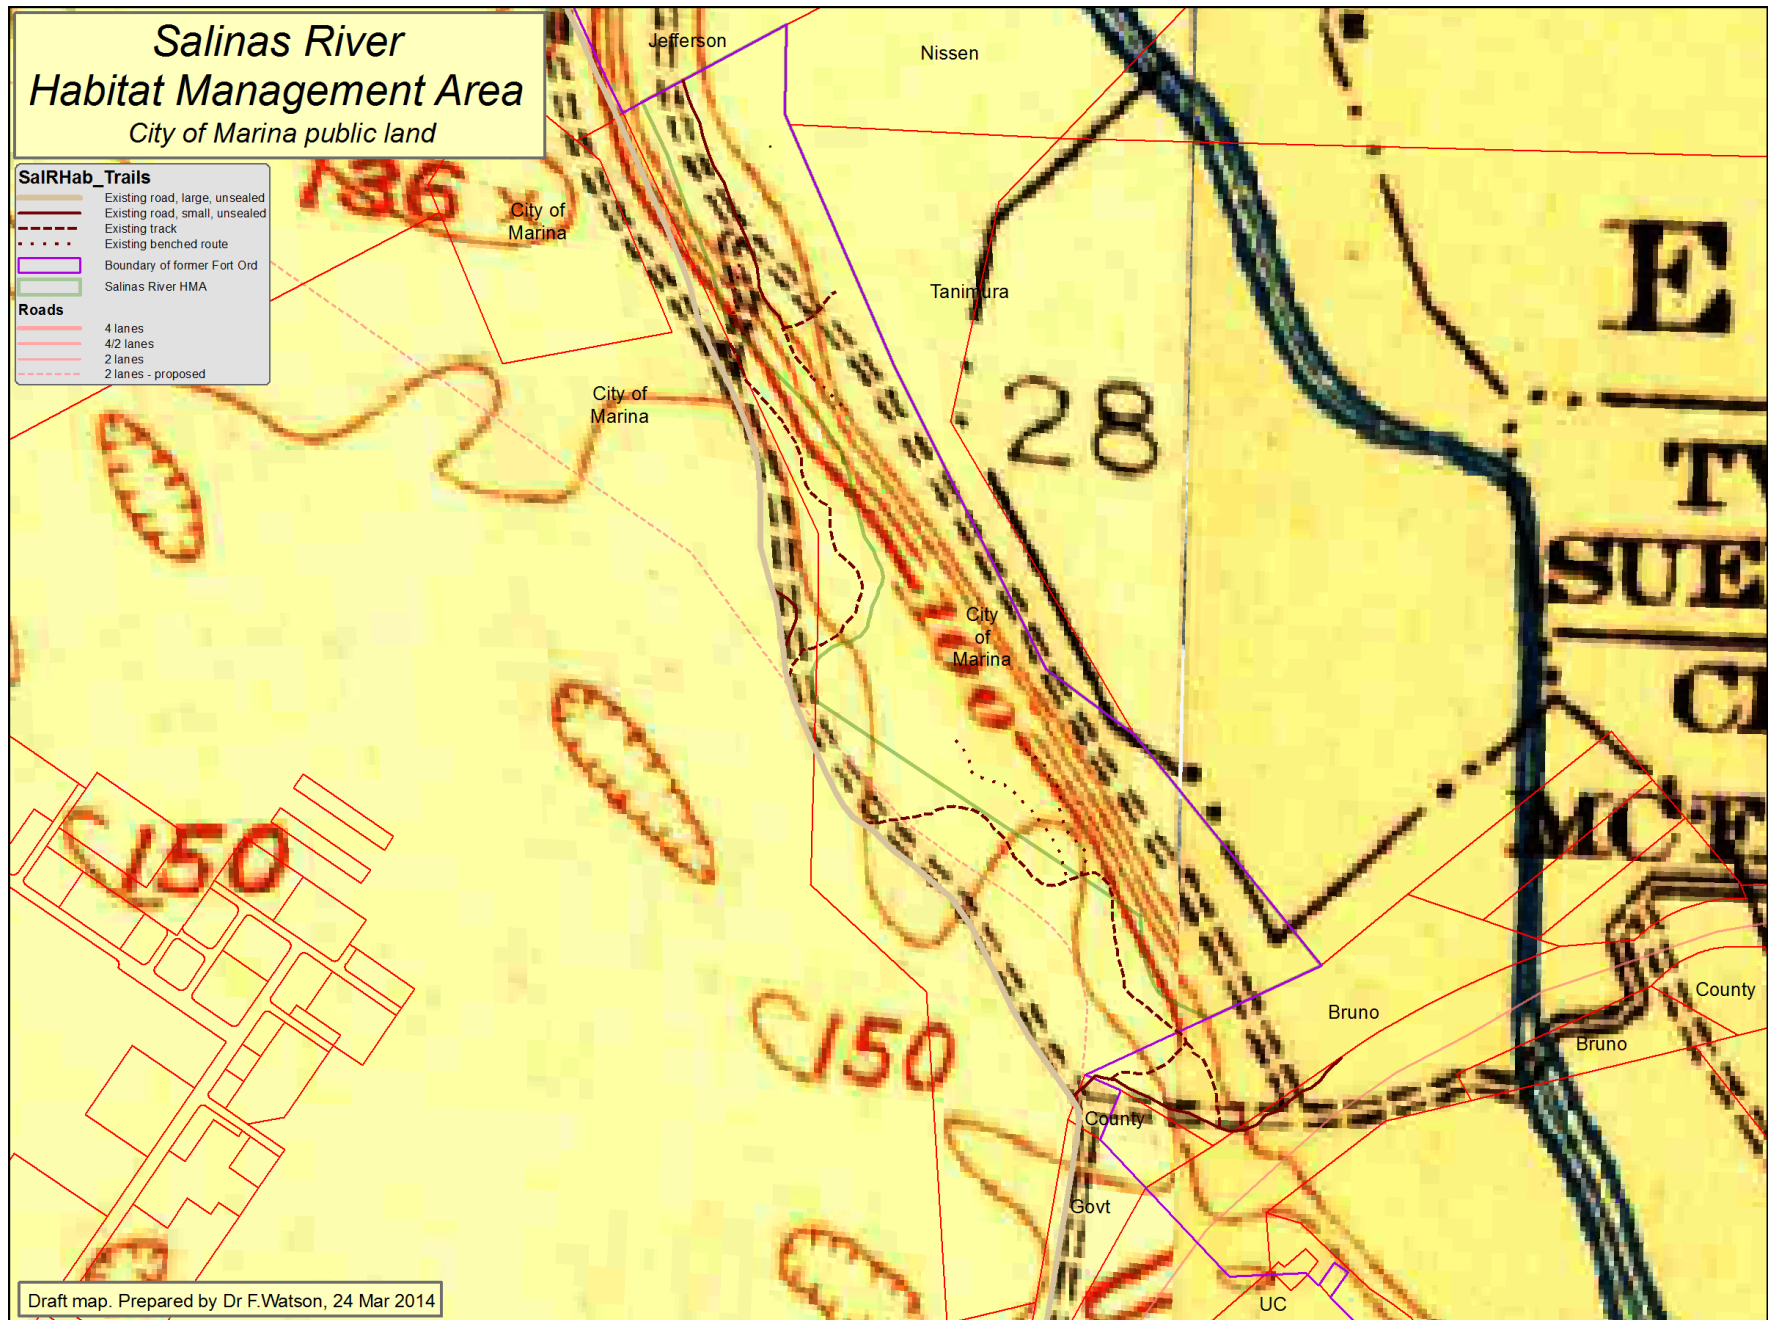 Salinas River
Habitat Management Area
City of Marina public land
SalRHab_Trails
Existing road, large, unsealed
Existing road, small, unsealed
Existing track
Existing benched route
Boundary of former Fort Ord
Salinas River HMA
Roads
4 lanes
4/2 lanes
2 lanes
2 lanes - proposed
Jefferson
Nissen
136
City of
Marina
Tanimura
E
City of
Marina
28
SUE
City
of
Marina
100
150
MC
150
County
Bruno
Bruno
County
Govt
UC
Draft map. Prepared by Dr F.Watson, 24 Mar 2014